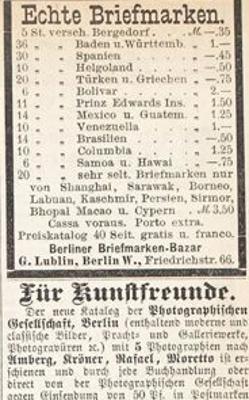 Echte Briefmarken.
5 St. versch. Bergedorf. . . ℳ—.35
36 „ „ Baden u. Württemb. . 1.—
30 „ „ Spanien . . . —.45
10 „ „ Helgoland . . . —.50
20 „ „ Türken u. Griechen —.75
6 „ „ Bolivar . . . 2.—
11 „ „ Prinz Edwards Ins. 1.50
14 „ „ Mexico u. Guatem. 1.25
10 „ „ Venezuella . . 1.—
14 „ „ Brasilien . . . —.50
10 „ „ Columbia . . . 1.25
6 „ „ Samoa u. Hawai . —.75
20 „ „ sehr selt. Briefmarken nur
von Shanghai, Sarawak, Borneo,
Labuan, Kaschmir, Persien, Sirmor,
Bhopal Macao u. Cypern . ℳ 3.50
Cassa voraus. Porto extra.
Preiskatalog 40 Seit. gratis u. franco.
Berliner Briefmarken-Bazar
G. Lublin, Berlin W., Friedrichstr. 66.
Für Kunstfreunde.
Der neue Katalog der Photographischen
Gesellschaft, Berlin (enthaltend moderne und
classische Bilder, Pracht- und Galleriewerke,
Photogravüren ꝛc.) mit 5 Photographien nach
Amberg, Kröner, Rafael, Moretto ist er-
schienen und durch jede Buchhandlung oder
direct von der Photographischen Gesellschaft
gegen Einsendung von 50 Pf. in Postmarken